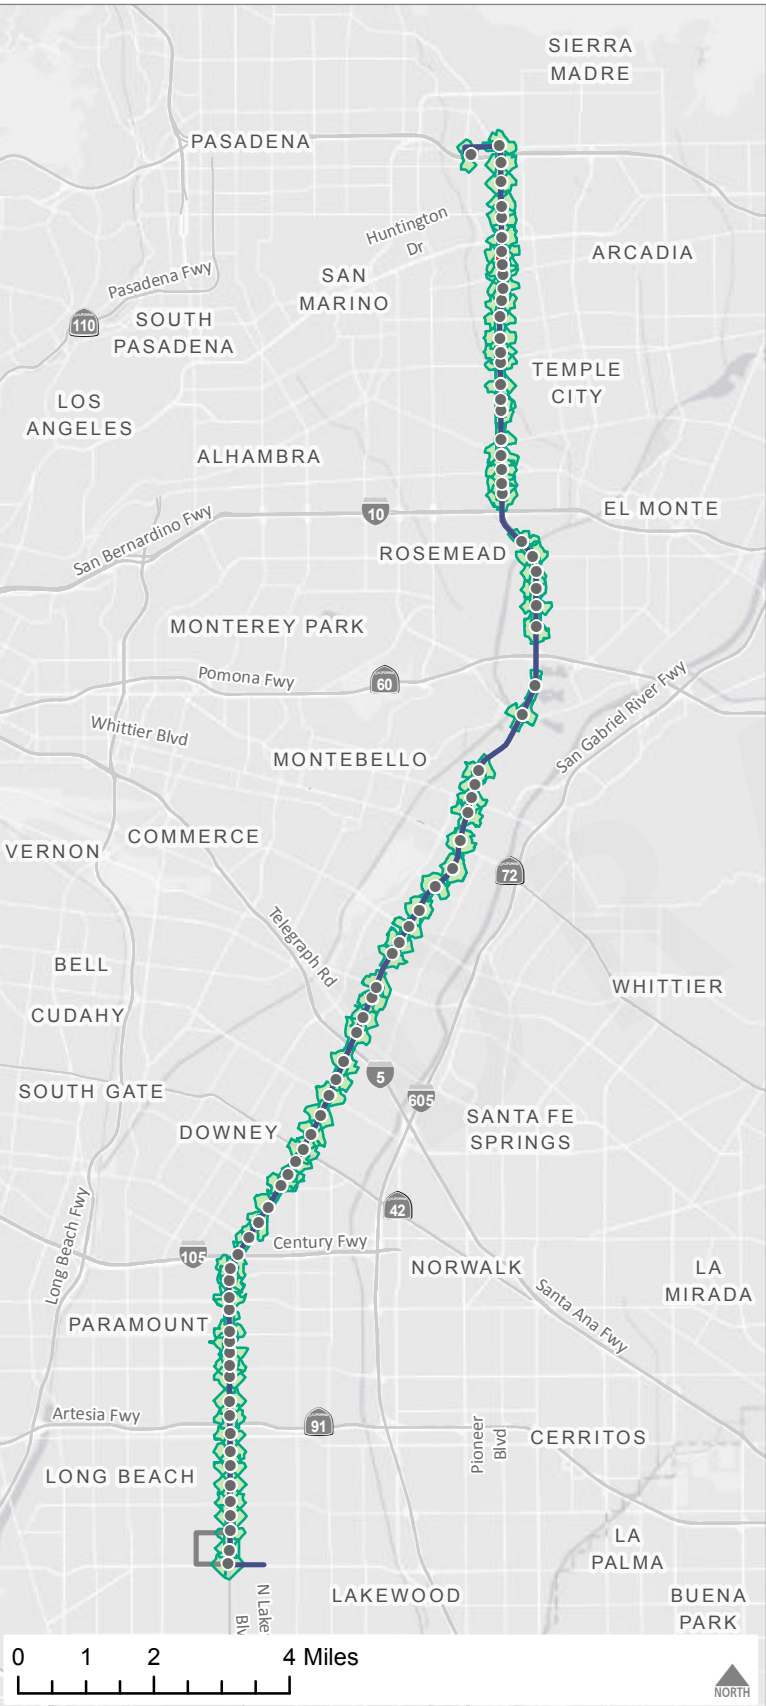 SIERRA
MADRE
PASADENA
Huntington
Dr
ARCADIA
Pasadena Fwy
SAN
MARINO
110
SOUTH
PASADENA
TEMPLE
CITY
LOS
ANGELES
ALHAMBRA
10
EL MONTE
San Bernardino Fwy
ROSEMEAD
MONTEREY PARK
Pomona Fwy
60
San Gabriel River Fwy
Whittier Blvd
MONTEBELLO
COMMERCE
VERNON
72
Telegraph Rd
BELL
WHITTIER
CUDAHY
5
SOUTH GATE
605
SANTA FE
SPRINGS
DOWNEY
42
Long Beach Fwy
Century Fwy
105
NORWALK
LA
MIRADA
Santa Ana Fwy
PARAMOUNT
Artesia Fwy
91
Pioneer
Blvd
CERRITOS
LONG BEACH
LA
PALMA
LAKEWOOD
BUENA
PARK
N Lake
Blv
0 1 2 4 Miles
NORTH